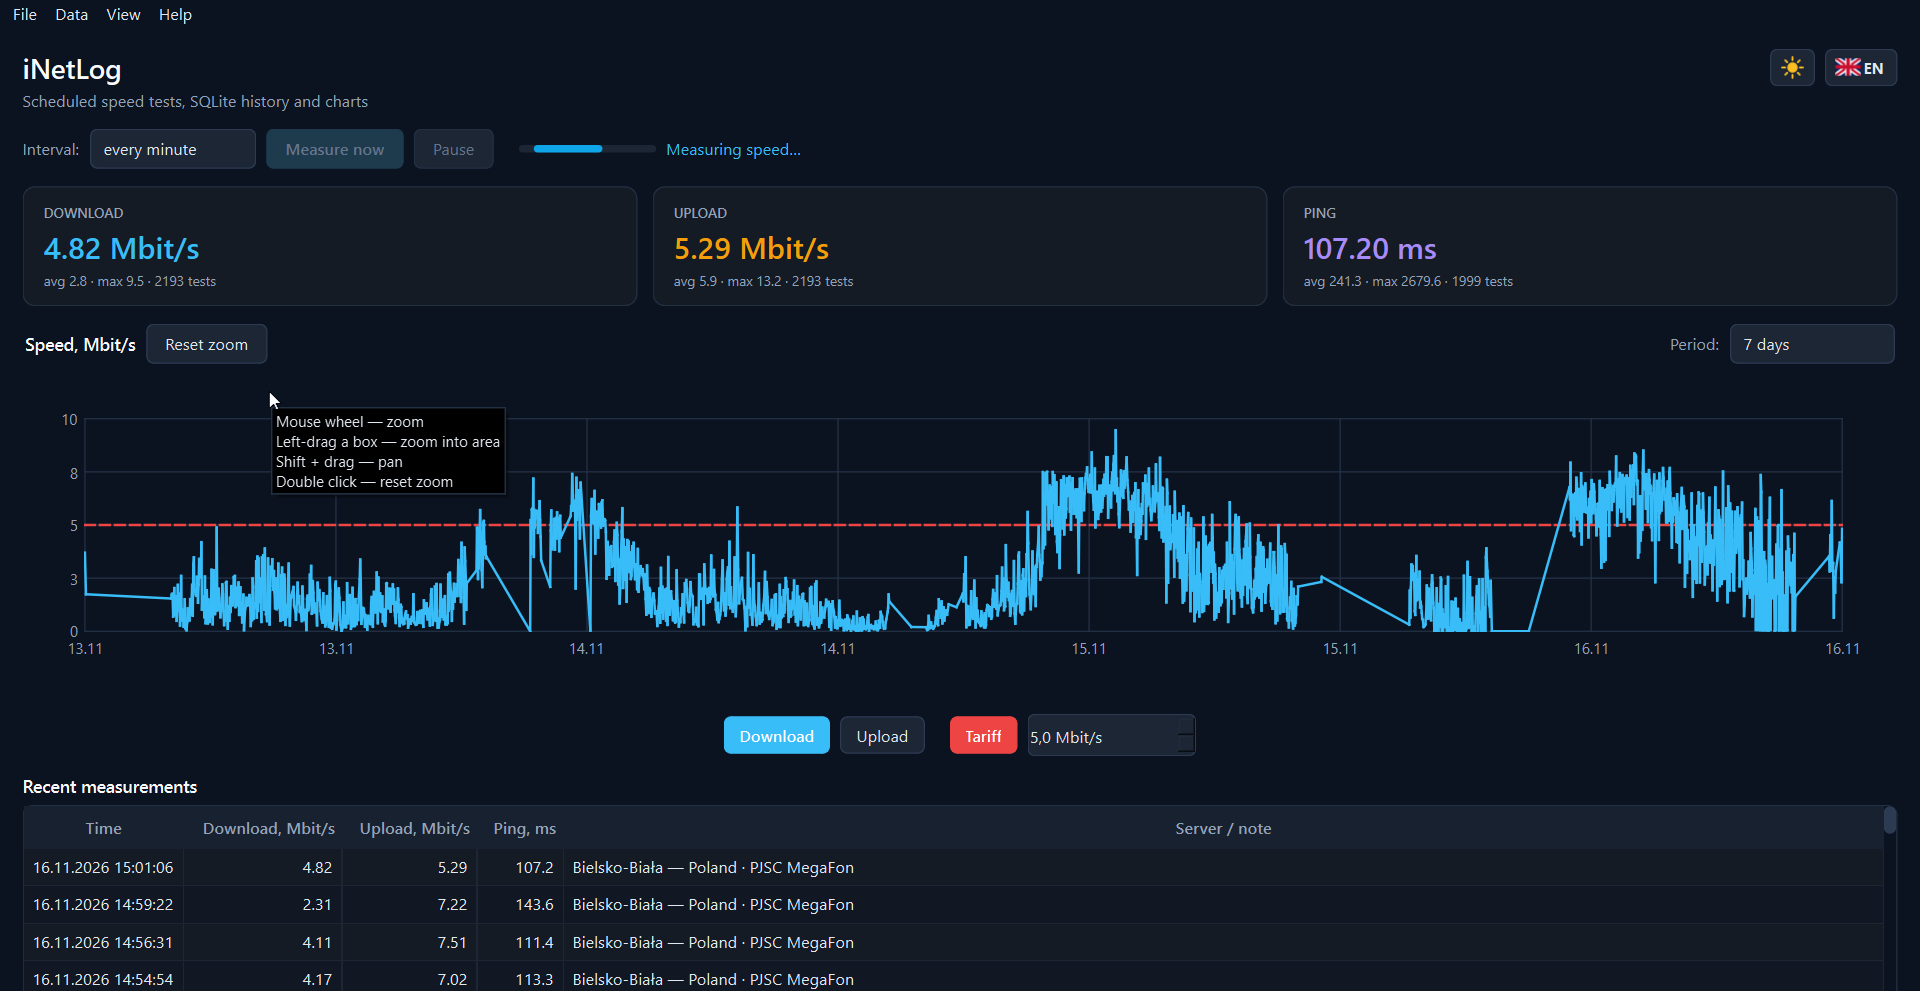 File Data View Help
iNetLog
EN
Scheduled speed tests, SQLite history and charts
Interval: every minute Measure now Pause Measuring speed...
DOWNLOAD
4.82 Mbit/s
avg 2.8 · max 9.5 · 2193 tests
UPLOAD
5.29 Mbit/s
avg 5.9 · max 13.2 · 2193 tests
PING
107.20 ms
avg 241.3 · max 2679.6 · 1999 tests
Speed, Mbit/s Reset zoom Period: 7 days
Mouse wheel — zoom
Left-drag a box — zoom into area
Shift + drag — pan
Double click — reset zoom
10
8
5
3
0
13.11 13.11 14.11 14.11 15.11 15.11 16.11 16.11
Download Upload Tariff 5,0 Mbit/s
Recent measurements
Time Download, Mbit/s Upload, Mbit/s Ping, ms Server / note
16.11.2026 15:01:06 4.82 5.29 107.2 Bielsko-Biała — Poland · PJSC MegaFon
16.11.2026 14:59:22 2.31 7.22 143.6 Bielsko-Biała — Poland · PJSC MegaFon
16.11.2026 14:56:31 4.11 7.51 111.4 Bielsko-Biała — Poland · PJSC MegaFon
16.11.2026 14:54:54 4.17 7.02 113.3 Bielsko-Biała — Poland · PJSC MegaFon